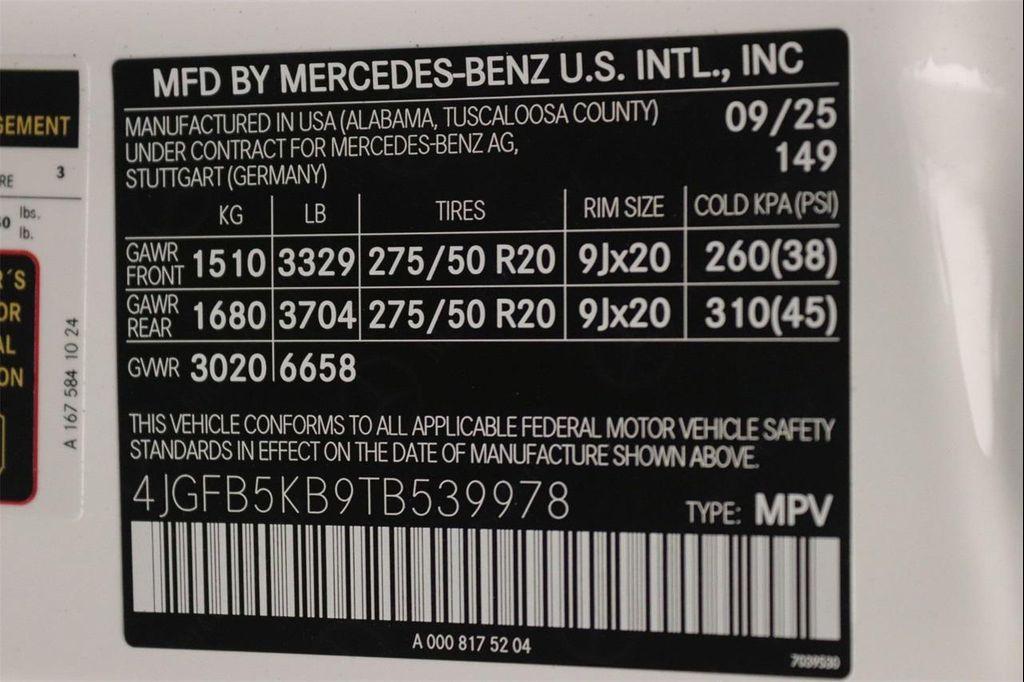 MFD BY MERCEDES-BENZ U.S. INTL., INC
MANUFACTURED IN USA (ALABAMA, TUSCALOOSA COUNTY) 09/25
UNDER CONTRACT FOR MERCEDES-BENZ AG, 149
STUTTGART (GERMANY)
KG LB TIRES RIM SIZE COLD KPA (PSI)
GAWR FRONT 1510 3329 275/50 R20 9Jx20 260(38)
GAWR REAR 1680 3704 275/50 R20 9Jx20 310(45)
GVWR 3020 6658
THIS VEHICLE CONFORMS TO ALL APPLICABLE FEDERAL MOTOR VEHICLE SAFETY
STANDARDS IN EFFECT ON THE DATE OF MANUFACTURE SHOWN ABOVE.
4JGFB5KB9TB539978 TYPE: MPV
A 000 817 52 04
7039530
3
lbs.
lb.
A 167 584 10 24